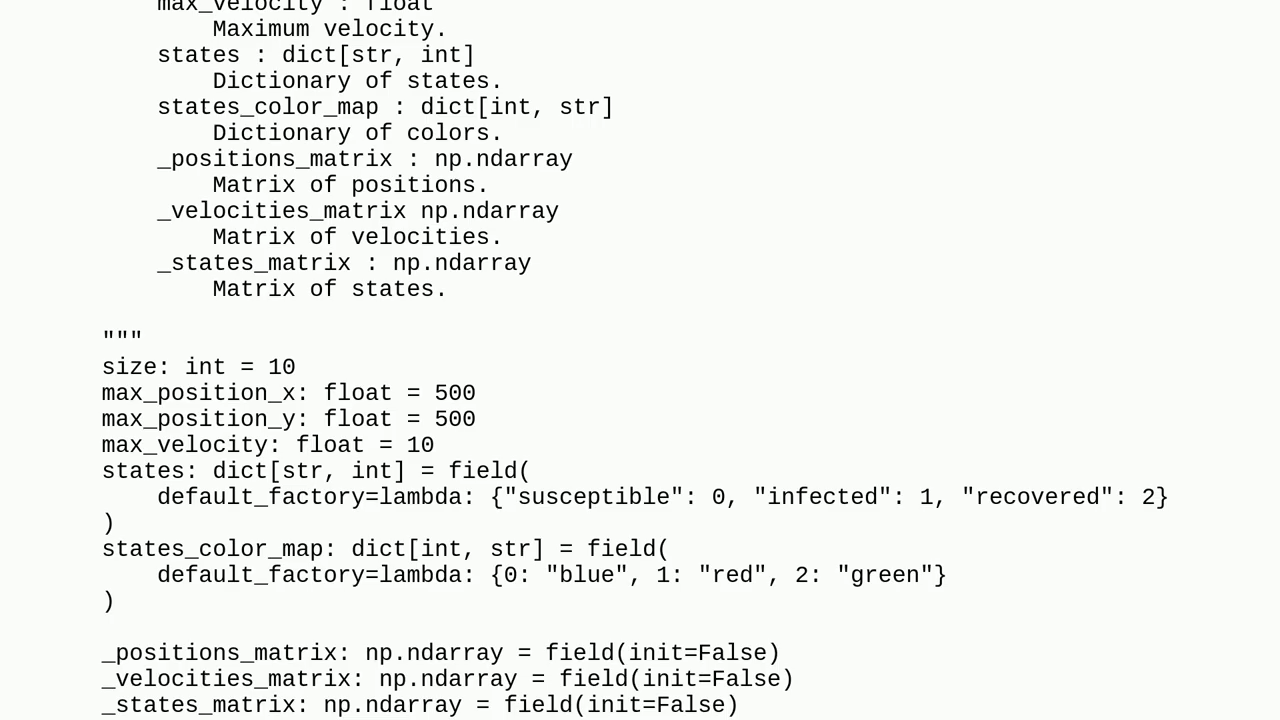 max_velocity : float
Maximum velocity.
states : dict[str, int]
Dictionary of states.
states_color_map : dict[int, str]
Dictionary of colors.
_positions_matrix : np.ndarray
Matrix of positions.
_velocities_matrix np.ndarray
Matrix of velocities.
_states_matrix : np.ndarray
Matrix of states.
"""
size: int = 10
max_position_x: float = 500
max_position_y: float = 500
max_velocity: float = 10
states: dict[str, int] = field(
default_factory=lambda: {"susceptible": 0, "infected": 1, "recovered": 2}
)
states_color_map: dict[int, str] = field(
default_factory=lambda: {0: "blue", 1: "red", 2: "green"}
)
_positions_matrix: np.ndarray = field(init=False)
_velocities_matrix: np.ndarray = field(init=False)
_states_matrix: np.ndarray = field(init=False)